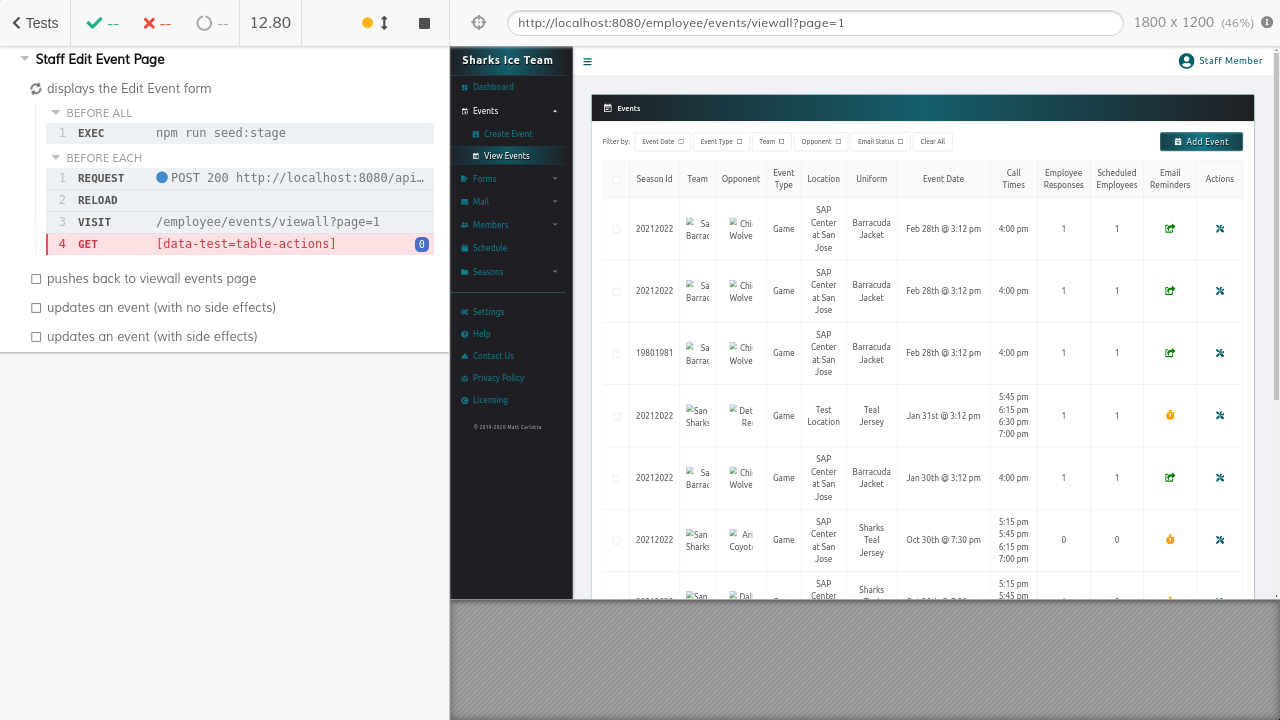 Tests
--
--
--
12.80
http://localhost:8080/employee/events/viewall?page=1
1800 x 1200 (46%)
Staff Edit Event Page
displays the Edit Event form
BEFORE ALL
1 EXEC npm run seed:stage
BEFORE EACH
1 REQUEST POST 200 http://localhost:8080/api…
2 RELOAD
3 VISIT /employee/events/viewall?page=1
4 GET [data-test=table-actions] 0
pushes back to viewall events page
updates an event (with no side effects)
updates an event (with side effects)
Sharks Ice Team
Dashboard
Events
Create Event
View Events
Forms
Mail
Members
Schedule
Seasons
Settings
Help
Contact Us
Privacy Policy
Licensing
© 2019-2020 Matt Carlotta
Staff Member
Events
Filter by: Event Date Event Type Team Opponent Email Status Clear All
Add Event
Season Id Team Opponent Event Type Location Uniform Event Date Call Times Employee Responses Scheduled Employees Email Reminders Actions
20212022 Sa Barrac Chi Wolve Game SAP Center at San Jose Barracuda Jacket Feb 28th @ 3:12 pm 4:00 pm 1 1
20212022 Sa Barrac Chi Wolve Game SAP Center at San Jose Barracuda Jacket Feb 28th @ 3:12 pm 4:00 pm 1 1
19801981 Sa Barrac Chi Wolve Game SAP Center at San Jose Barracuda Jacket Feb 28th @ 3:12 pm 4:00 pm 1 1
20212022 San Sharks Det Re Game Test Location Teal Jersey Jan 31st @ 3:12 pm 5:45 pm 6:15 pm 6:30 pm 7:00 pm 1 1
20212022 Sa Barrac Chi Wolve Game SAP Center at San Jose Barracuda Jacket Jan 30th @ 3:12 pm 4:00 pm 1 1
20212022 San Sharks Ari Coyot Game SAP Center at San Jose Sharks Teal Jersey Oct 30th @ 7:30 pm 5:15 pm 5:45 pm 6:15 pm 7:00 pm 0 0
San Dall SAP Center Sharks Teal 5:15 pm 5:45 pm